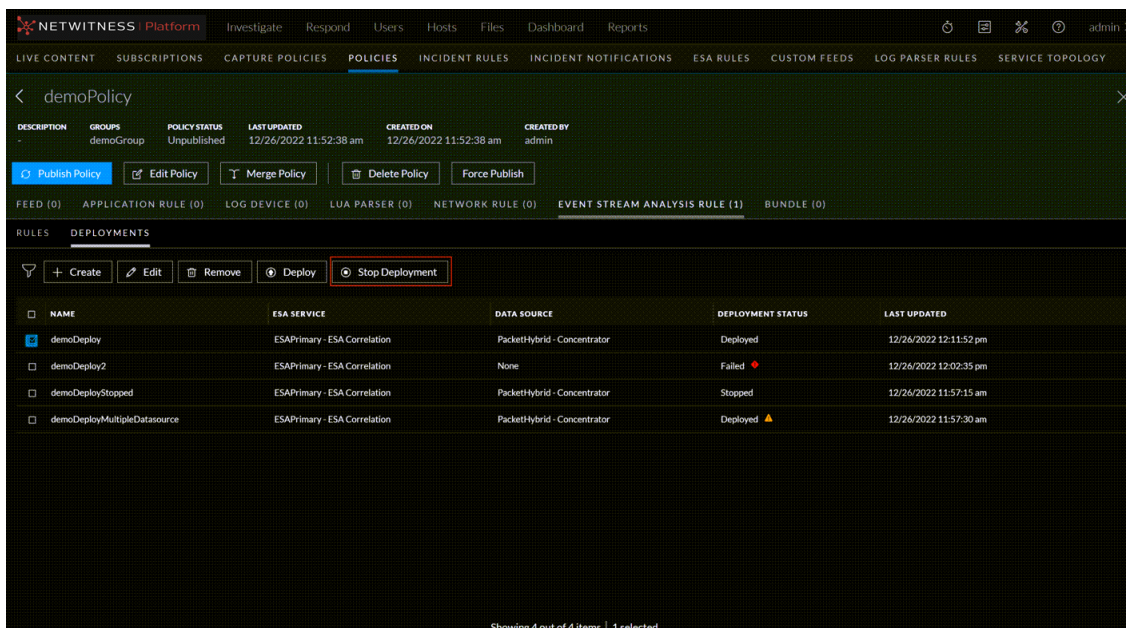 NETWITNESS Platform Investigate Respond Users Hosts Files Dashboard Reports admin
LIVE CONTENT SUBSCRIPTIONS CAPTURE POLICIES POLICIES INCIDENT RULES INCIDENT NOTIFICATIONS ESA RULES CUSTOM FEEDS LOG PARSER RULES SERVICE TOPOLOGY
demoPolicy
DESCRIPTION GROUPS POLICY STATUS LAST UPDATED CREATED ON CREATED BY
- demoGroup Unpublished 12/26/2022 11:52:38 am 12/26/2022 11:52:38 am admin
Publish Policy Edit Policy Merge Policy Delete Policy Force Publish
FEED (0) APPLICATION RULE (0) LOG DEVICE (0) LUA PARSER (0) NETWORK RULE (0) EVENT STREAM ANALYSIS RULE (1) BUNDLE (0)
RULES DEPLOYMENTS
Create Edit Remove Deploy Stop Deployment
NAME ESA SERVICE DATA SOURCE DEPLOYMENT STATUS LAST UPDATED
demoDeploy ESAPrimary - ESA Correlation PacketHybrid - Concentrator Deployed 12/26/2022 12:11:52 pm
demoDeploy2 ESAPrimary - ESA Correlation None Failed 12/26/2022 12:02:35 pm
demoDeployStopped ESAPrimary - ESA Correlation PacketHybrid - Concentrator Stopped 12/26/2022 11:57:15 am
demoDeployMultipleDatasource ESAPrimary - ESA Correlation PacketHybrid - Concentrator Deployed 12/26/2022 11:57:30 am
Showing 4 out of 4 items | 1 selected